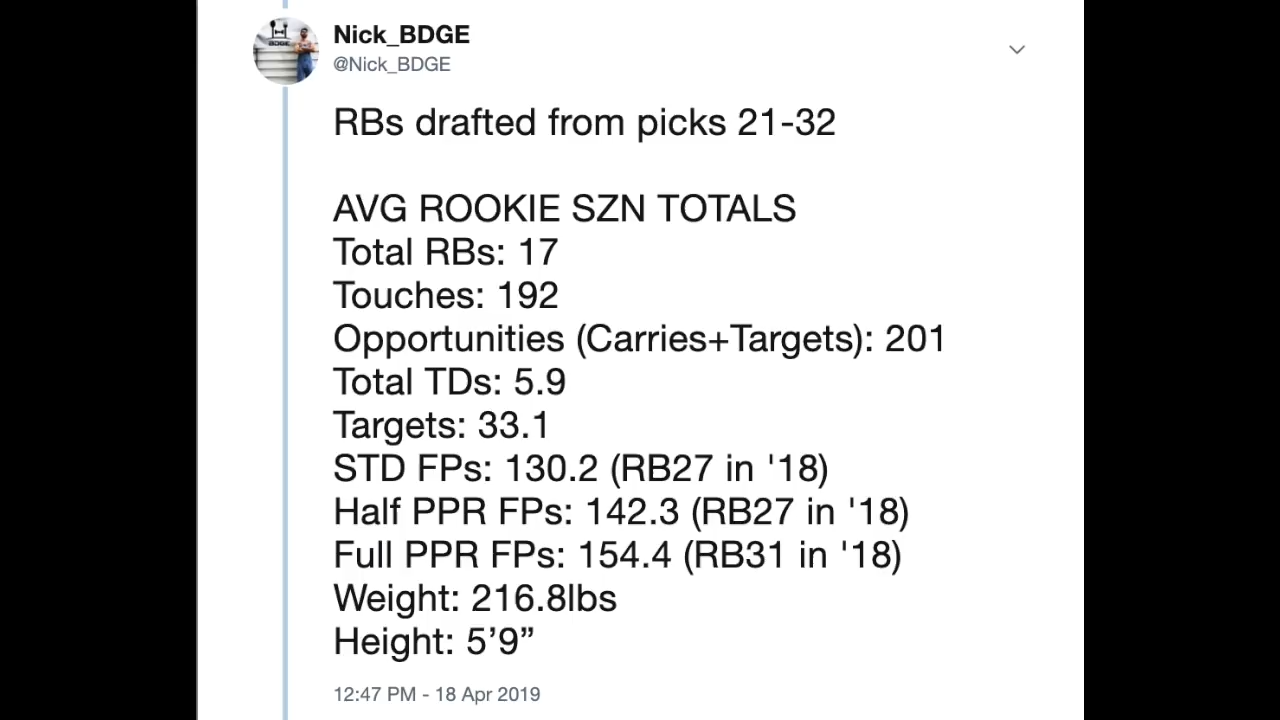 Nick_BDGE
@Nick_BDGE
RBs drafted from picks 21-32
AVG ROOKIE SZN TOTALS
Total RBs: 17
Touches: 192
Opportunities (Carries+Targets): 201
Total TDs: 5.9
Targets: 33.1
STD FPs: 130.2 (RB27 in '18)
Half PPR FPs: 142.3 (RB27 in '18)
Full PPR FPs: 154.4 (RB31 in '18)
Weight: 216.8lbs
Height: 5’9”
12:47 PM - 18 Apr 2019